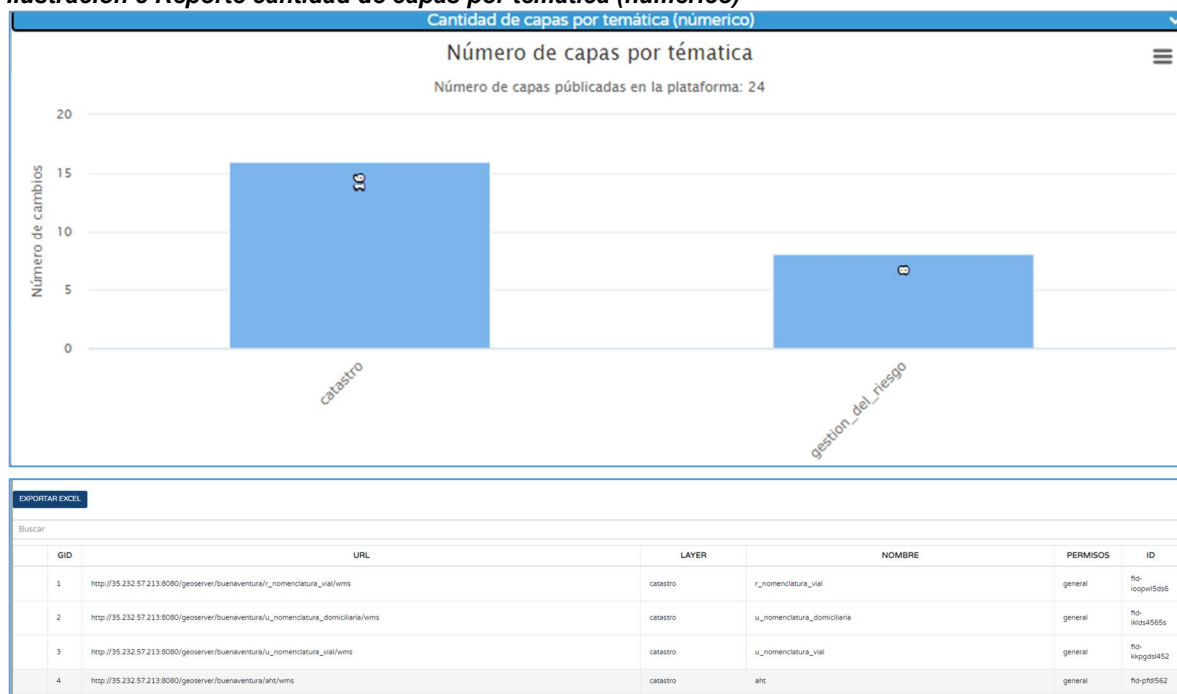 Ilustración 6 Reporte cantidad de capas por temática (númerico)
Cantidad de capas por temática (númerico)
Número de capas por tématica
Número de capas públicadas en la plataforma: 24
Número de cambios
20
15
10
5
0
16
8
catastro
gestion_del_riesgo
EXPORTAR EXCEL
Buscar
GID URL LAYER NOMBRE PERMISOS ID
1 http://35.232.57.213:8080/geoserver/buenaventura/r_nomenclatura_vial/wms catastro r_nomenclatura_vial general fid-ioopwl5ds6
2 http://35.232.57.213:8080/geoserver/buenaventura/u_nomenclatura_domiciliaria/wms catastro u_nomenclatura_domiciliaria general fid-iklds4565s
3 http://35.232.57.213:8080/geoserver/buenaventura/u_nomenclatura_vial/wms catastro u_nomenclatura_vial general fid-kkpgdsl452
4 http://35.232.57.213:8080/geoserver/buenaventura/aht/wms catastro aht general fid-pfdl562